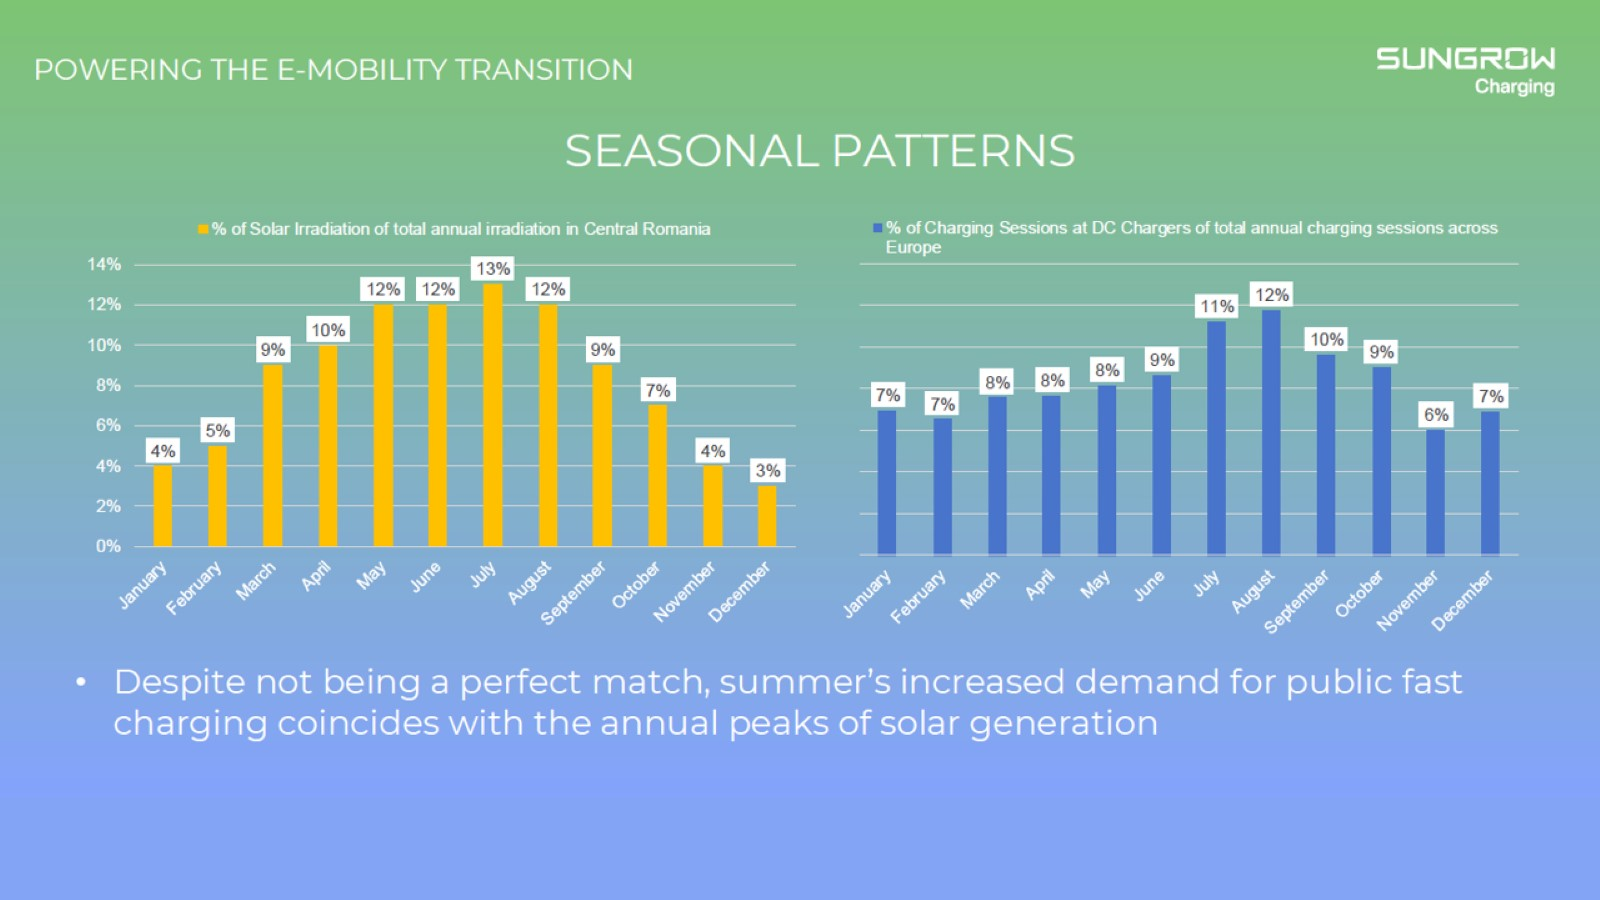 POWERING THE E-MOBILITY TRANSITION
SUNGROW
Charging
SEASONAL PATTERNS
% of Solar Irradiation of total annual irradiation in Central Romania
14%
12%
10%
8%
6%
4%
2%
0%
4%
5%
9%
10%
12%
12%
13%
12%
9%
7%
4%
3%
January
February
March
April
May
June
July
August
September
October
November
December
% of Charging Sessions at DC Chargers of total annual charging sessions across
Europe
7%
7%
8%
8%
8%
9%
11%
12%
10%
9%
6%
7%
January
February
March
April
May
June
July
August
September
October
November
December
• Despite not being a perfect match, summer’s increased demand for public fast
charging coincides with the annual peaks of solar generation